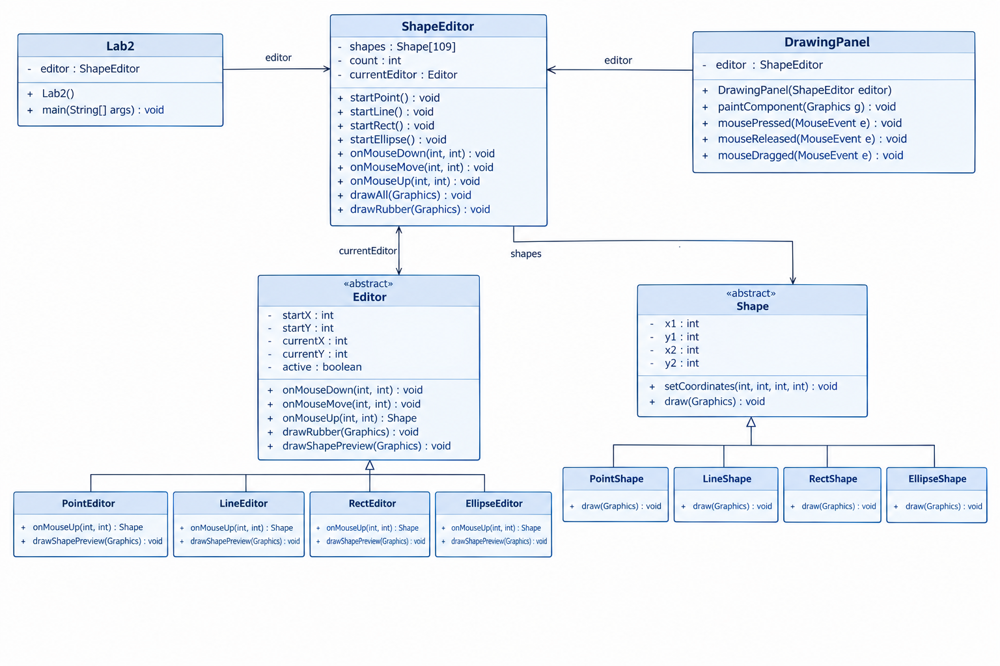 Lab2
- editor : ShapeEditor
+ Lab2()
+ main(String[] args) : void
editor
ShapeEditor
- shapes : Shape[109]
- count : int
- currentEditor : Editor
+ startPoint() : void
+ startLine() : void
+ startRect() : void
+ startEllipse() : void
+ onMouseDown(int, int) : void
+ onMouseMove(int, int) : void
+ onMouseUp(int, int) : void
+ drawAll(Graphics) : void
+ drawRubber(Graphics) : void
editor
DrawingPanel
- editor : ShapeEditor
+ DrawingPanel(ShapeEditor editor)
+ paintComponent(Graphics g) : void
+ mousePressed(MouseEvent e) : void
+ mouseReleased(MouseEvent e) : void
+ mouseDragged(MouseEvent e) : void
currentEditor
shapes
«abstract»
Editor
- startX : int
- startY : int
- currentX : int
- currentY : int
- active : boolean
+ onMouseDown(int, int) : void
+ onMouseMove(int, int) : void
+ onMouseUp(int, int) : Shape
+ drawRubber(Graphics) : void
+ drawShapePreview(Graphics) : void
«abstract»
Shape
- x1 : int
- y1 : int
- x2 : int
- y2 : int
+ setCoordinates(int, int, int, int) : void
+ draw(Graphics) : void
PointEditor
+ onMouseUp(int, int) : Shape
+ drawShapePreview(Graphics) : void
LineEditor
+ onMouseUp(int, int) : Shape
+ drawShapePreview(Graphics) : void
RectEditor
+ onMouseUp(int, int) : Shape
+ drawShapePreview(Graphics) : void
EllipseEditor
+ onMouseUp(int, int) : Shape
+ drawShapePreview(Graphics) : void
PointShape
+ draw(Graphics) : void
LineShape
+ draw(Graphics) : void
RectShape
+ draw(Graphics) : void
EllipseShape
+ draw(Graphics) : void